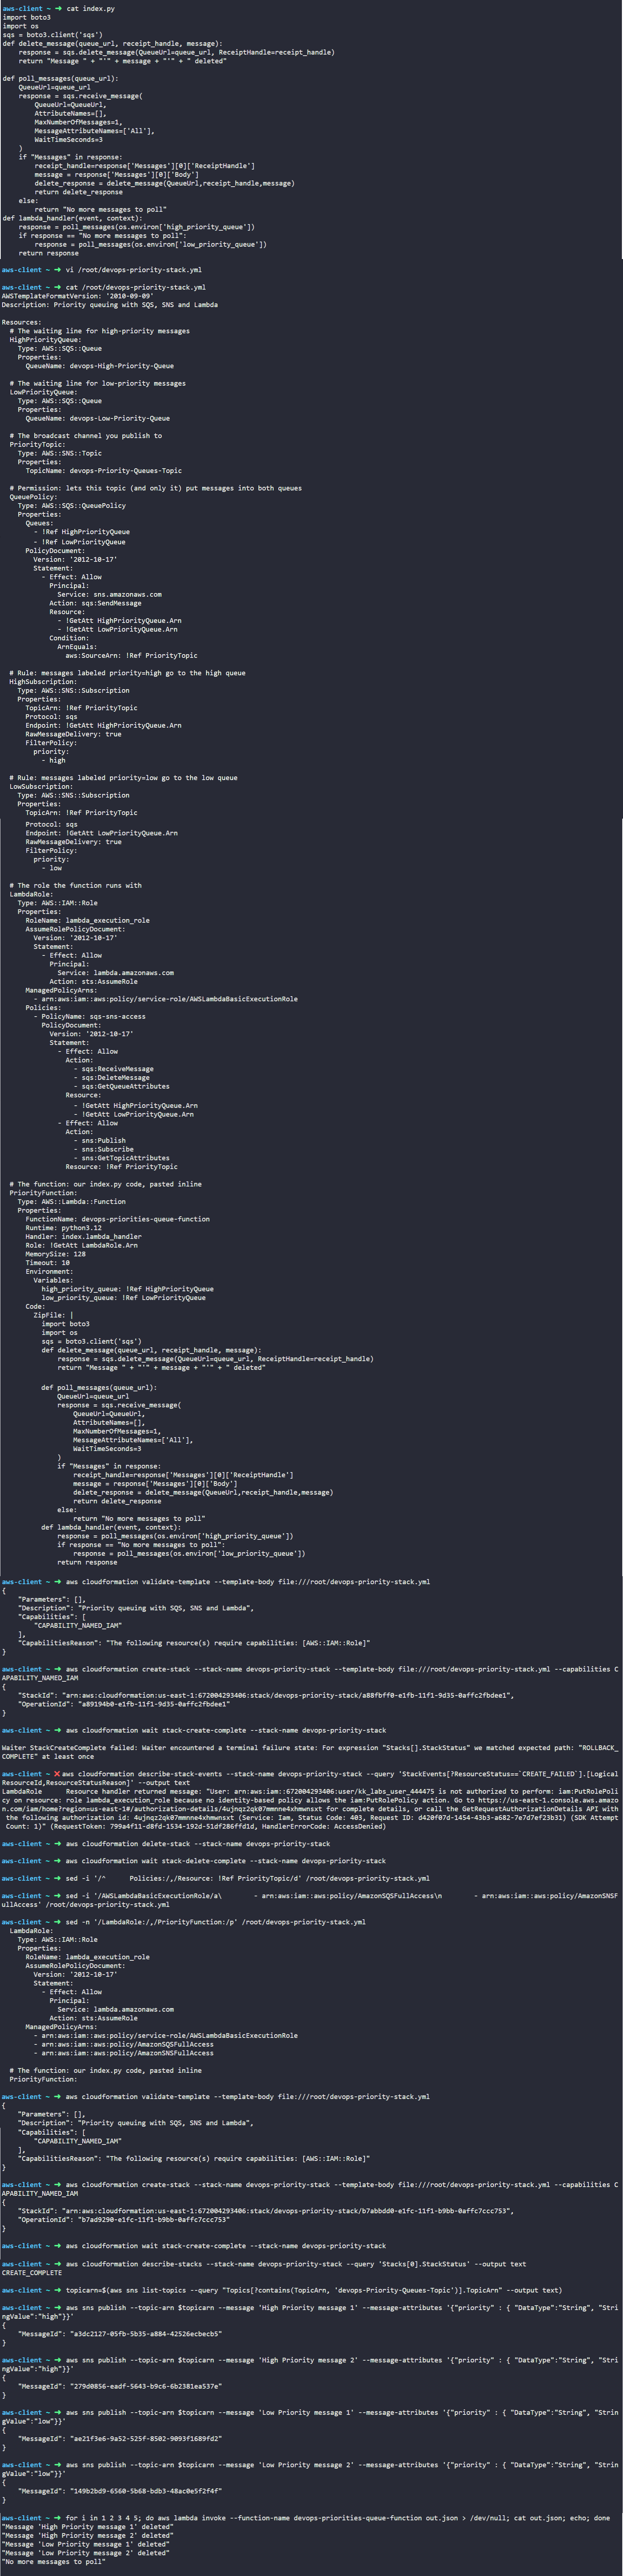 aws-client ~ ➜ cat index.py
import boto3
import os
sqs = boto3.client('sqs')
def delete_message(queue_url, receipt_handle, message):
    response = sqs.delete_message(QueueUrl=queue_url, ReceiptHandle=receipt_handle)
    return "Message " + "'" + message + "'" + " deleted"

def poll_messages(queue_url):
    QueueUrl=queue_url
    response = sqs.receive_message(
        QueueUrl=QueueUrl,
        AttributeNames=[],
        MaxNumberOfMessages=1,
        MessageAttributeNames=['All'],
        WaitTimeSeconds=3
    )
    if "Messages" in response:
        receipt_handle=response['Messages'][0]['ReceiptHandle']
        message = response['Messages'][0]['Body']
        delete_response = delete_message(QueueUrl,receipt_handle,message)
        return delete_response
    else:
        return "No more messages to poll"
def lambda_handler(event, context):
    response = poll_messages(os.environ['high_priority_queue'])
    if response == "No more messages to poll":
        response = poll_messages(os.environ['low_priority_queue'])
    return response

aws-client ~ ➜ vi /root/devops-priority-stack.yml

aws-client ~ ➜ cat /root/devops-priority-stack.yml
AWSTemplateFormatVersion: '2010-09-09'
Description: Priority queuing with SQS, SNS and Lambda

Resources:
  # The waiting line for high-priority messages
  HighPriorityQueue:
    Type: AWS::SQS::Queue
    Properties:
      QueueName: devops-High-Priority-Queue

  # The waiting line for low-priority messages
  LowPriorityQueue:
    Type: AWS::SQS::Queue
    Properties:
      QueueName: devops-Low-Priority-Queue

  # The broadcast channel you publish to
  PriorityTopic:
    Type: AWS::SNS::Topic
    Properties:
      TopicName: devops-Priority-Queues-Topic

  # Permission: lets this topic (and only it) put messages into both queues
  QueuePolicy:
    Type: AWS::SQS::QueuePolicy
    Properties:
      Queues:
        - !Ref HighPriorityQueue
        - !Ref LowPriorityQueue
      PolicyDocument:
        Version: '2012-10-17'
        Statement:
          - Effect: Allow
            Principal:
              Service: sns.amazonaws.com
            Action: sqs:SendMessage
            Resource:
              - !GetAtt HighPriorityQueue.Arn
              - !GetAtt LowPriorityQueue.Arn
            Condition:
              ArnEquals:
                aws:SourceArn: !Ref PriorityTopic

  # Rule: messages labeled priority=high go to the high queue
  HighSubscription:
    Type: AWS::SNS::Subscription
    Properties:
      TopicArn: !Ref PriorityTopic
      Protocol: sqs
      Endpoint: !GetAtt HighPriorityQueue.Arn
      RawMessageDelivery: true
      FilterPolicy:
        priority:
          - high

  # Rule: messages labeled priority=low go to the low queue
  LowSubscription:
    Type: AWS::SNS::Subscription
    Properties:
      TopicArn: !Ref PriorityTopic
      Protocol: sqs
      Endpoint: !GetAtt LowPriorityQueue.Arn
      RawMessageDelivery: true
      FilterPolicy:
        priority:
          - low

  # The role the function runs with
  LambdaRole:
    Type: AWS::IAM::Role
    Properties:
      RoleName: lambda_execution_role
      AssumeRolePolicyDocument:
        Version: '2012-10-17'
        Statement:
          - Effect: Allow
            Principal:
              Service: lambda.amazonaws.com
            Action: sts:AssumeRole
      ManagedPolicyArns:
        - arn:aws:iam::aws:policy/service-role/AWSLambdaBasicExecutionRole
      Policies:
        - PolicyName: sqs-sns-access
          PolicyDocument:
            Version: '2012-10-17'
            Statement:
              - Effect: Allow
                Action:
                  - sqs:ReceiveMessage
                  - sqs:DeleteMessage
                  - sqs:GetQueueAttributes
                Resource:
                  - !GetAtt HighPriorityQueue.Arn
                  - !GetAtt LowPriorityQueue.Arn
              - Effect: Allow
                Action:
                  - sns:Publish
                  - sns:Subscribe
                  - sns:GetTopicAttributes
                Resource: !Ref PriorityTopic

  # The function: our index.py code, pasted inline
  PriorityFunction:
    Type: AWS::Lambda::Function
    Properties:
      FunctionName: devops-priorities-queue-function
      Runtime: python3.12
      Handler: index.lambda_handler
      Role: !GetAtt LambdaRole.Arn
      MemorySize: 128
      Timeout: 10
      Environment:
        Variables:
          high_priority_queue: !Ref HighPriorityQueue
          low_priority_queue: !Ref LowPriorityQueue
      Code:
        ZipFile: |
          import boto3
          import os
          sqs = boto3.client('sqs')
          def delete_message(queue_url, receipt_handle, message):
              response = sqs.delete_message(QueueUrl=queue_url, ReceiptHandle=receipt_handle)
              return "Message " + "'" + message + "'" + " deleted"

          def poll_messages(queue_url):
              QueueUrl=queue_url
              response = sqs.receive_message(
                  QueueUrl=QueueUrl,
                  AttributeNames=[],
                  MaxNumberOfMessages=1,
                  MessageAttributeNames=['All'],
                  WaitTimeSeconds=3
              )
              if "Messages" in response:
                  receipt_handle=response['Messages'][0]['ReceiptHandle']
                  message = response['Messages'][0]['Body']
                  delete_response = delete_message(QueueUrl,receipt_handle,message)
                  return delete_response
              else:
                  return "No more messages to poll"
          def lambda_handler(event, context):
              response = poll_messages(os.environ['high_priority_queue'])
              if response == "No more messages to poll":
                  response = poll_messages(os.environ['low_priority_queue'])
              return response

aws-client ~ ➜ aws cloudformation validate-template --template-body file:///root/devops-priority-stack.yml
{
    "Parameters": [],
    "Description": "Priority queuing with SQS, SNS and Lambda",
    "Capabilities": [
        "CAPABILITY_NAMED_IAM"
    ],
    "CapabilitiesReason": "The following resource(s) require capabilities: [AWS::IAM::Role]"
}

aws-client ~ ➜ aws cloudformation create-stack --stack-name devops-priority-stack --template-body file:///root/devops-priority-stack.yml --capabilities C
APABILITY_NAMED_IAM
{
    "StackId": "arn:aws:cloudformation:us-east-1:672004293406:stack/devops-priority-stack/a88fbff0-e1fb-11f1-9d35-0affc2fbdee1",
    "OperationId": "a89194b0-e1fb-11f1-9d35-0affc2fbdee1"
}

aws-client ~ ➜ aws cloudformation wait stack-create-complete --stack-name devops-priority-stack

Waiter StackCreateComplete failed: Waiter encountered a terminal failure state: For expression "Stacks[].StackStatus" we matched expected path: "ROLLBACK_
COMPLETE" at least once

aws-client ~ ✖ aws cloudformation describe-stack-events --stack-name devops-priority-stack --query 'StackEvents[?ResourceStatus==`CREATE_FAILED`].[Logical
ResourceId,ResourceStatusReason]' --output text
LambdaRole      Resource handler returned message: "User: arn:aws:iam::672004293406:user/kk_labs_user_444475 is not authorized to perform: iam:PutRolePoli
cy on resource: role lambda_execution_role because no identity-based policy allows the iam:PutRolePolicy action. Go to https://us-east-1.console.aws.amazo
n.com/iam/home?region=us-east-1#/authorization-details/4ujnqz2qk07mmnne4xhmwnsxt for complete details, or call the GetRequestAuthorizationDetails API with
 the following authorization id: 4ujnqz2qk07mmnne4xhmwnsxt (Service: Iam, Status Code: 403, Request ID: d420f07d-1454-43b3-a682-7e7d7ef23b31) (SDK Attempt
 Count: 1)" (RequestToken: 799a4f11-d8fd-1534-192d-51df286ffd1d, HandlerErrorCode: AccessDenied)

aws-client ~ ➜ aws cloudformation delete-stack --stack-name devops-priority-stack

aws-client ~ ➜ aws cloudformation wait stack-delete-complete --stack-name devops-priority-stack

aws-client ~ ➜ sed -i '/^      Policies:/,/Resource: !Ref PriorityTopic/d' /root/devops-priority-stack.yml

aws-client ~ ➜ sed -i '/AWSLambdaBasicExecutionRole/a\        - arn:aws:iam::aws:policy/AmazonSQSFullAccess\n        - arn:aws:iam::aws:policy/AmazonSNSF
ullAccess' /root/devops-priority-stack.yml

aws-client ~ ➜ sed -n '/LambdaRole:/,/PriorityFunction:/p' /root/devops-priority-stack.yml
  LambdaRole:
    Type: AWS::IAM::Role
    Properties:
      RoleName: lambda_execution_role
      AssumeRolePolicyDocument:
        Version: '2012-10-17'
        Statement:
          - Effect: Allow
            Principal:
              Service: lambda.amazonaws.com
            Action: sts:AssumeRole
      ManagedPolicyArns:
        - arn:aws:iam::aws:policy/service-role/AWSLambdaBasicExecutionRole
        - arn:aws:iam::aws:policy/AmazonSQSFullAccess
        - arn:aws:iam::aws:policy/AmazonSNSFullAccess

  # The function: our index.py code, pasted inline
  PriorityFunction:

aws-client ~ ➜ aws cloudformation validate-template --template-body file:///root/devops-priority-stack.yml
{
    "Parameters": [],
    "Description": "Priority queuing with SQS, SNS and Lambda",
    "Capabilities": [
        "CAPABILITY_NAMED_IAM"
    ],
    "CapabilitiesReason": "The following resource(s) require capabilities: [AWS::IAM::Role]"
}

aws-client ~ ➜ aws cloudformation create-stack --stack-name devops-priority-stack --template-body file:///root/devops-priority-stack.yml --capabilities C
APABILITY_NAMED_IAM
{
    "StackId": "arn:aws:cloudformation:us-east-1:672004293406:stack/devops-priority-stack/b7abbdd0-e1fc-11f1-b9bb-0affc7ccc753",
    "OperationId": "b7ad9290-e1fc-11f1-b9bb-0affc7ccc753"
}

aws-client ~ ➜ aws cloudformation wait stack-create-complete --stack-name devops-priority-stack

aws-client ~ ➜ aws cloudformation describe-stacks --stack-name devops-priority-stack --query 'Stacks[0].StackStatus' --output text
CREATE_COMPLETE

aws-client ~ ➜ topicarn=$(aws sns list-topics --query "Topics[?contains(TopicArn, 'devops-Priority-Queues-Topic')].TopicArn" --output text)

aws-client ~ ➜ aws sns publish --topic-arn $topicarn --message 'High Priority message 1' --message-attributes '{"priority" : { "DataType":"String", "Stri
ngValue":"high"}}'
{
    "MessageId": "a3dc2127-05fb-5b35-a884-42526ecbecb5"
}

aws-client ~ ➜ aws sns publish --topic-arn $topicarn --message 'High Priority message 2' --message-attributes '{"priority" : { "DataType":"String", "Stri
ngValue":"high"}}'
{
    "MessageId": "279d0856-eadf-5643-b9c6-6b2381ea537e"
}

aws-client ~ ➜ aws sns publish --topic-arn $topicarn --message 'Low Priority message 1' --message-attributes '{"priority" : { "DataType":"String", "Strin
gValue":"low"}}'
{
    "MessageId": "ae21f3e6-9a52-525f-8502-9093f1689fd2"
}

aws-client ~ ➜ aws sns publish --topic-arn $topicarn --message 'Low Priority message 2' --message-attributes '{"priority" : { "DataType":"String", "Strin
gValue":"low"}}'
{
    "MessageId": "149b2bd9-6560-5b68-bdb3-48ac0e5f2f4f"
}

aws-client ~ ➜ for i in 1 2 3 4 5; do aws lambda invoke --function-name devops-priorities-queue-function out.json > /dev/null; cat out.json; echo; done
"Message 'High Priority message 1' deleted"
"Message 'High Priority message 2' deleted"
"Message 'Low Priority message 1' deleted"
"Message 'Low Priority message 2' deleted"
"No more messages to poll"